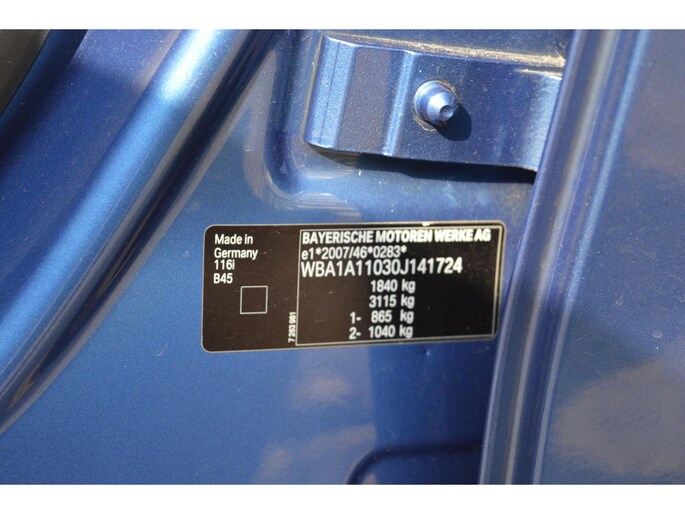 Made in
Germany
116i
B45
7 263 961
BAYERISCHE MOTOREN WERKE AG
e1*2007/46*0283*
WBA1A11030J141724
1840 kg
3115 kg
1- 865 kg
2- 1040 kg